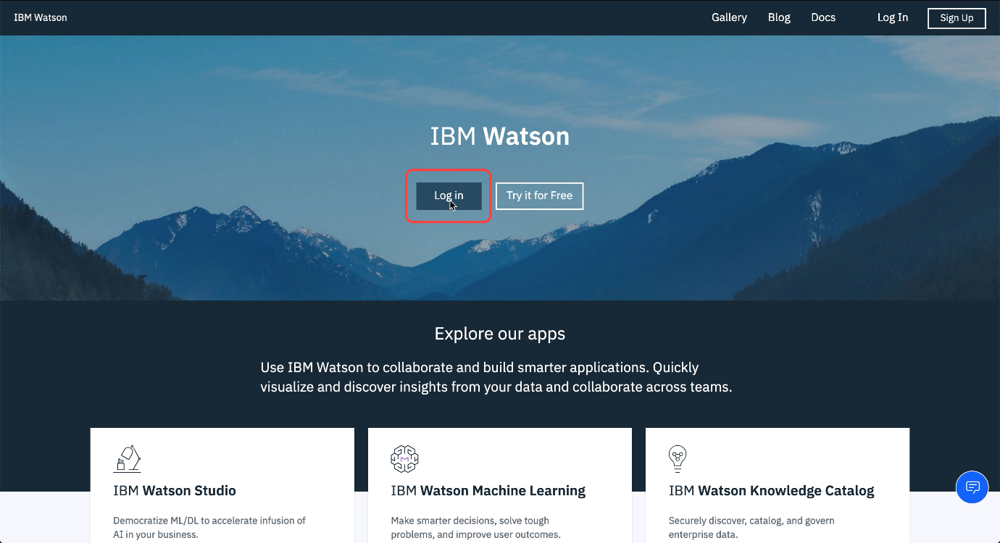 IBM Watson
Gallery
Blog
Docs
Log In
Sign Up
IBM Watson
Log in
Try it for Free
Explore our apps
Use IBM Watson to collaborate and build smarter applications. Quickly
visualize and discover insights from your data and collaborate across teams.
IBM Watson Studio
Democratize ML/DL to accelerate infusion of
AI in your business.
IBM Watson Machine Learning
Make smarter decisions, solve tough
problems, and improve user outcomes.
IBM Watson Knowledge Catalog
Securely discover, catalog, and govern
enterprise data.